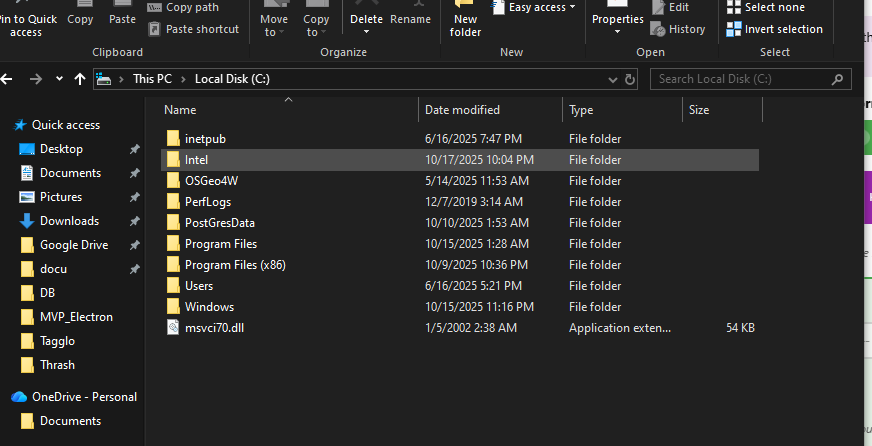 Pin to Quick access
Copy
Paste
Copy path
Paste shortcut
Clipboard
Move to
Copy to
Delete
Rename
Organize
New folder
Easy access
New
Properties
Edit
History
Open
Select none
Invert selection
Select
This PC > Local Disk (C:)
Search Local Disk (C:)
Name Date modified Type Size
Quick access
Desktop
Documents
Pictures
Downloads
Google Drive
docu
DB
MVP_Electron
Tagglo
Thrash
OneDrive - Personal
Documents
inetpub 6/16/2025 7:47 PM File folder
Intel 10/17/2025 10:04 PM File folder
OSGeo4W 5/14/2025 11:53 AM File folder
PerfLogs 12/7/2019 3:14 AM File folder
PostGresData 10/10/2025 1:53 AM File folder
Program Files 10/15/2025 1:28 AM File folder
Program Files (x86) 10/9/2025 10:36 PM File folder
Users 6/16/2025 5:21 PM File folder
Windows 10/15/2025 11:16 PM File folder
msvci70.dll 1/5/2002 2:38 AM Application exten... 54 KB